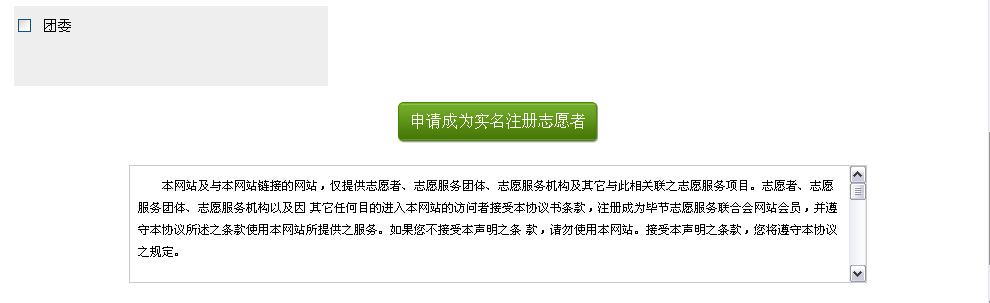 团委
申请成为实名注册志愿者
本网站及与本网站链接的网站，仅提供志愿者、志愿服务团体、志愿服务机构及其它与此相关联之志愿服务项目。志愿者、志愿
服务团体、志愿服务机构以及因 其它任何目的进入本网站的访问者接受本协议书条款，注册成为毕节志愿服务联合会网站会员，并遵
守本协议所述之条款使用本网站所提供之服务。如果您不接受本声明之条 款，请勿使用本网站。接受本声明之条款，您将遵守本协议
之规定。